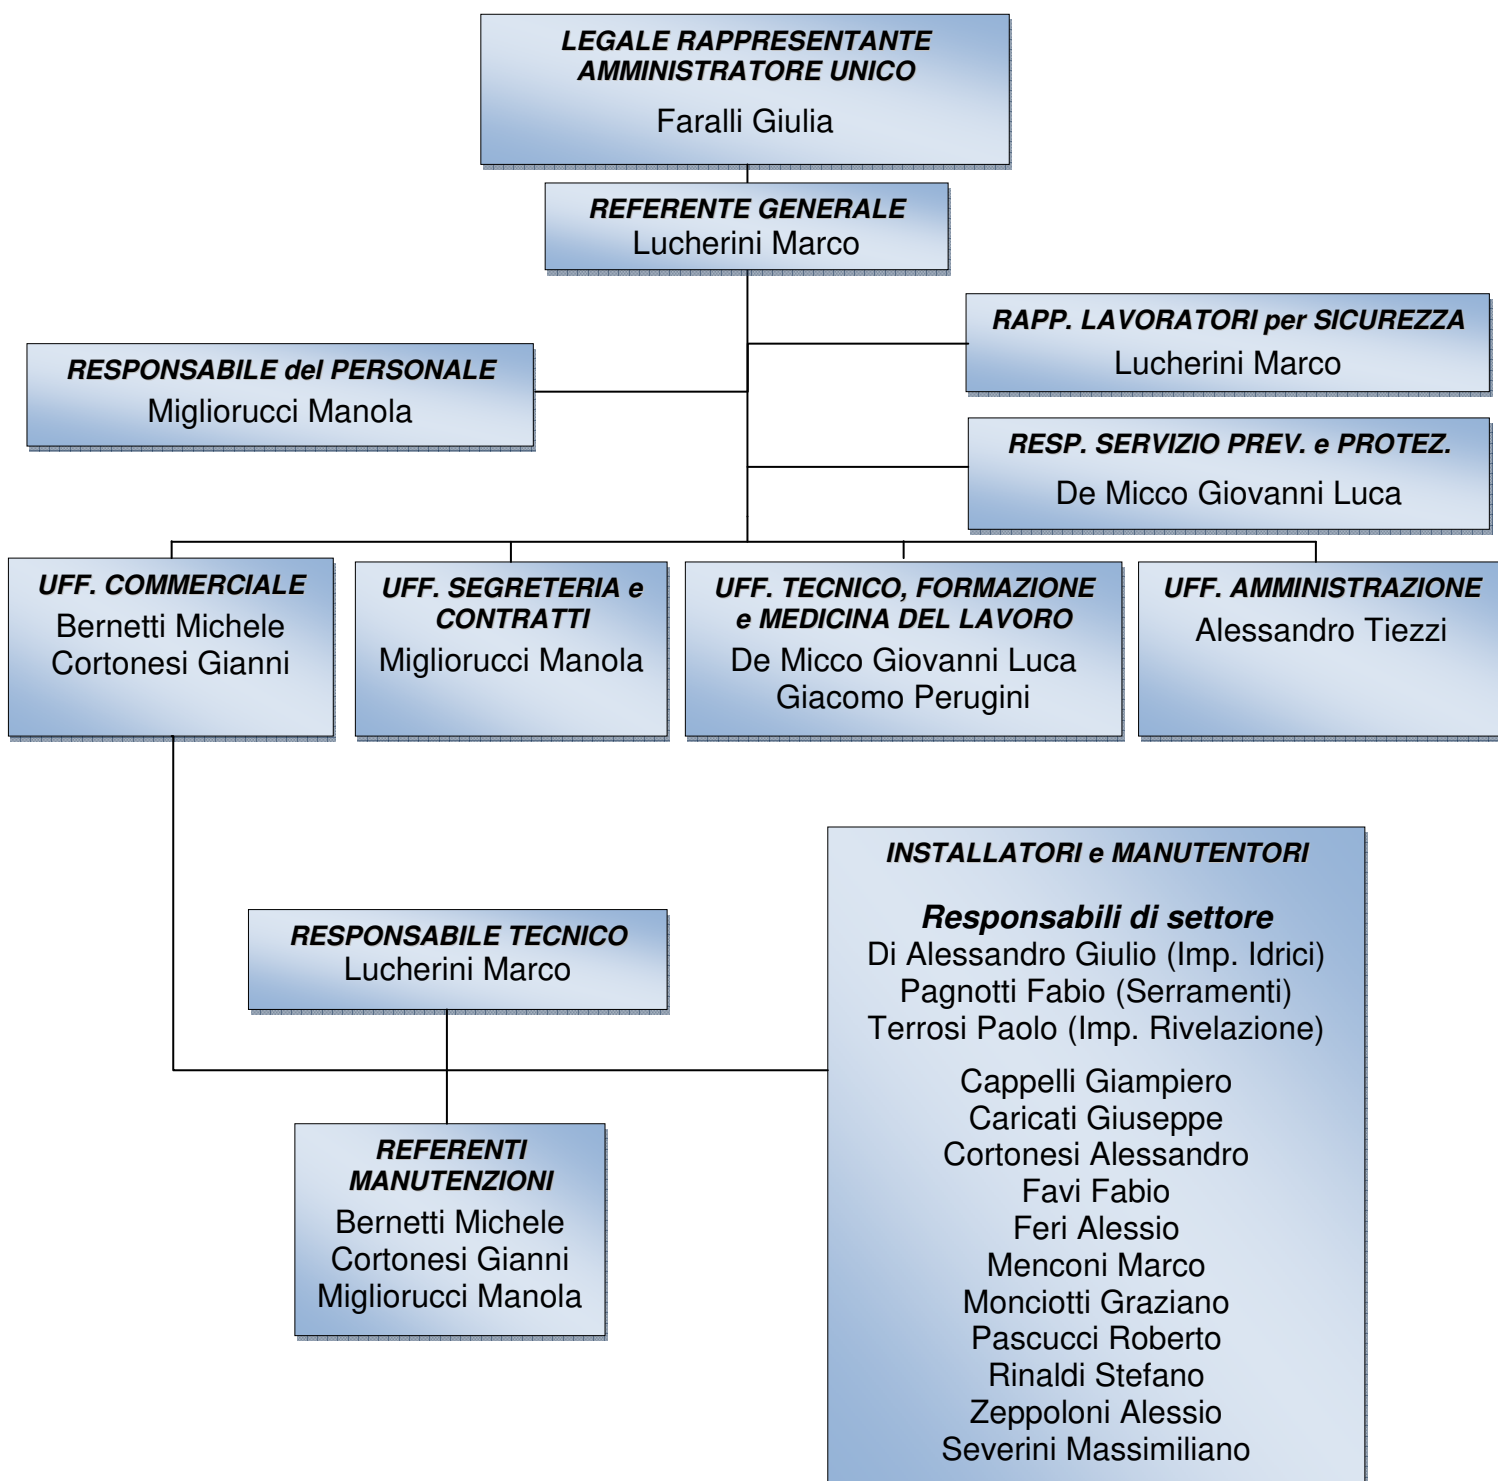 LEGALE RAPPRESENTANTE
AMMINISTRATORE UNICO
Faralli Giulia
REFERENTE GENERALE
Lucherini Marco
RAPP. LAVORATORI per SICUREZZA
Lucherini Marco
RESPONSABILE del PERSONALE
Migliorucci Manola
RESP. SERVIZIO PREV. e PROTEZ.
De Micco Giovanni Luca
UFF. COMMERCIALE
Bernetti Michele
Cortonesi Gianni
UFF. SEGRETERIA e
CONTRATTI
Migliorucci Manola
UFF. TECNICO, FORMAZIONE
e MEDICINA DEL LAVORO
De Micco Giovanni Luca
Giacomo Perugini
UFF. AMMINISTRAZIONE
Alessandro Tiezzi
RESPONSABILE TECNICO
Lucherini Marco
REFERENTI
MANUTENZIONI
Bernetti Michele
Cortonesi Gianni
Migliorucci Manola
INSTALLATORI e MANUTENTORI
Responsabili di settore
Di Alessandro Giulio (Imp. Idrici)
Pagnotti Fabio (Serramenti)
Terrosi Paolo (Imp. Rivelazione)
Cappelli Giampiero
Caricati Giuseppe
Cortonesi Alessandro
Favi Fabio
Feri Alessio
Menconi Marco
Monciotti Graziano
Pascucci Roberto
Rinaldi Stefano
Zeppoloni Alessio
Severini Massimiliano